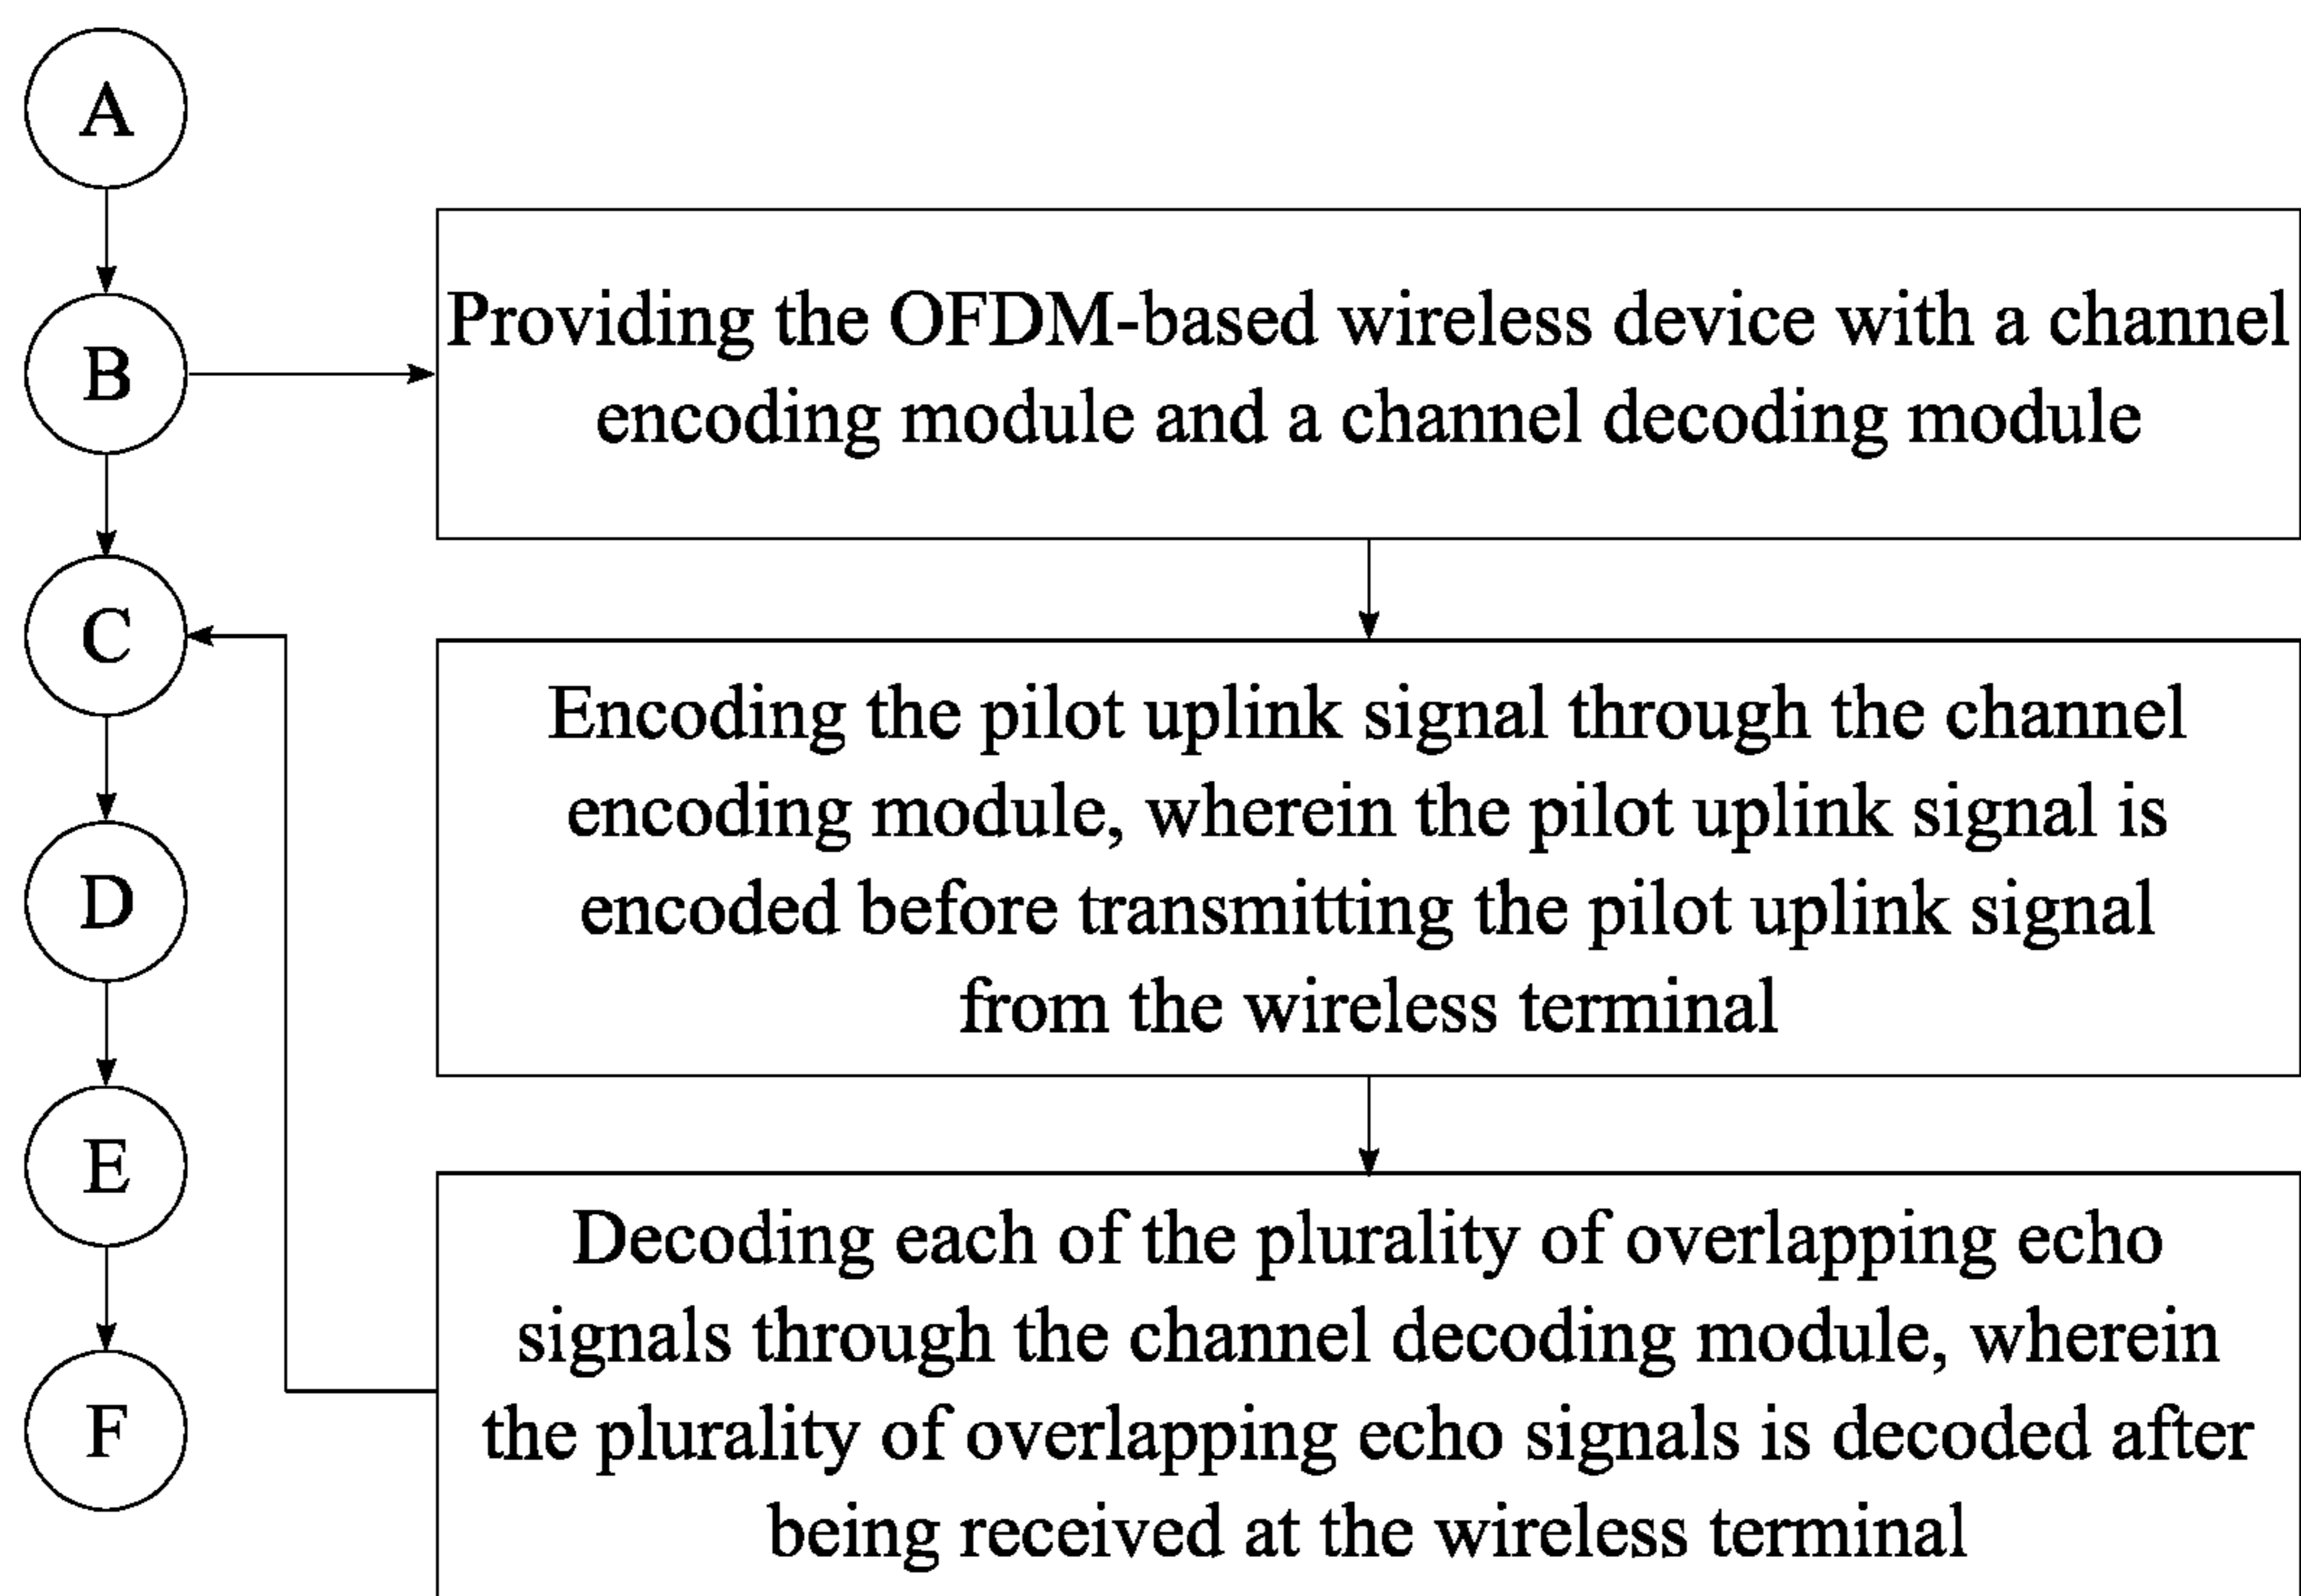 A
B
Providing the OFDM-based wireless device with a channel
encoding module and a channel decoding module
C
Encoding the pilot uplink signal through the channel
encoding module, wherein the pilot uplink signal is
encoded before transmitting the pilot uplink signal
from the wireless terminal
D
E
Decoding each of the plurality of overlapping echo
signals through the channel decoding module, wherein
the plurality of overlapping echo signals is decoded after
being received at the wireless terminal
F